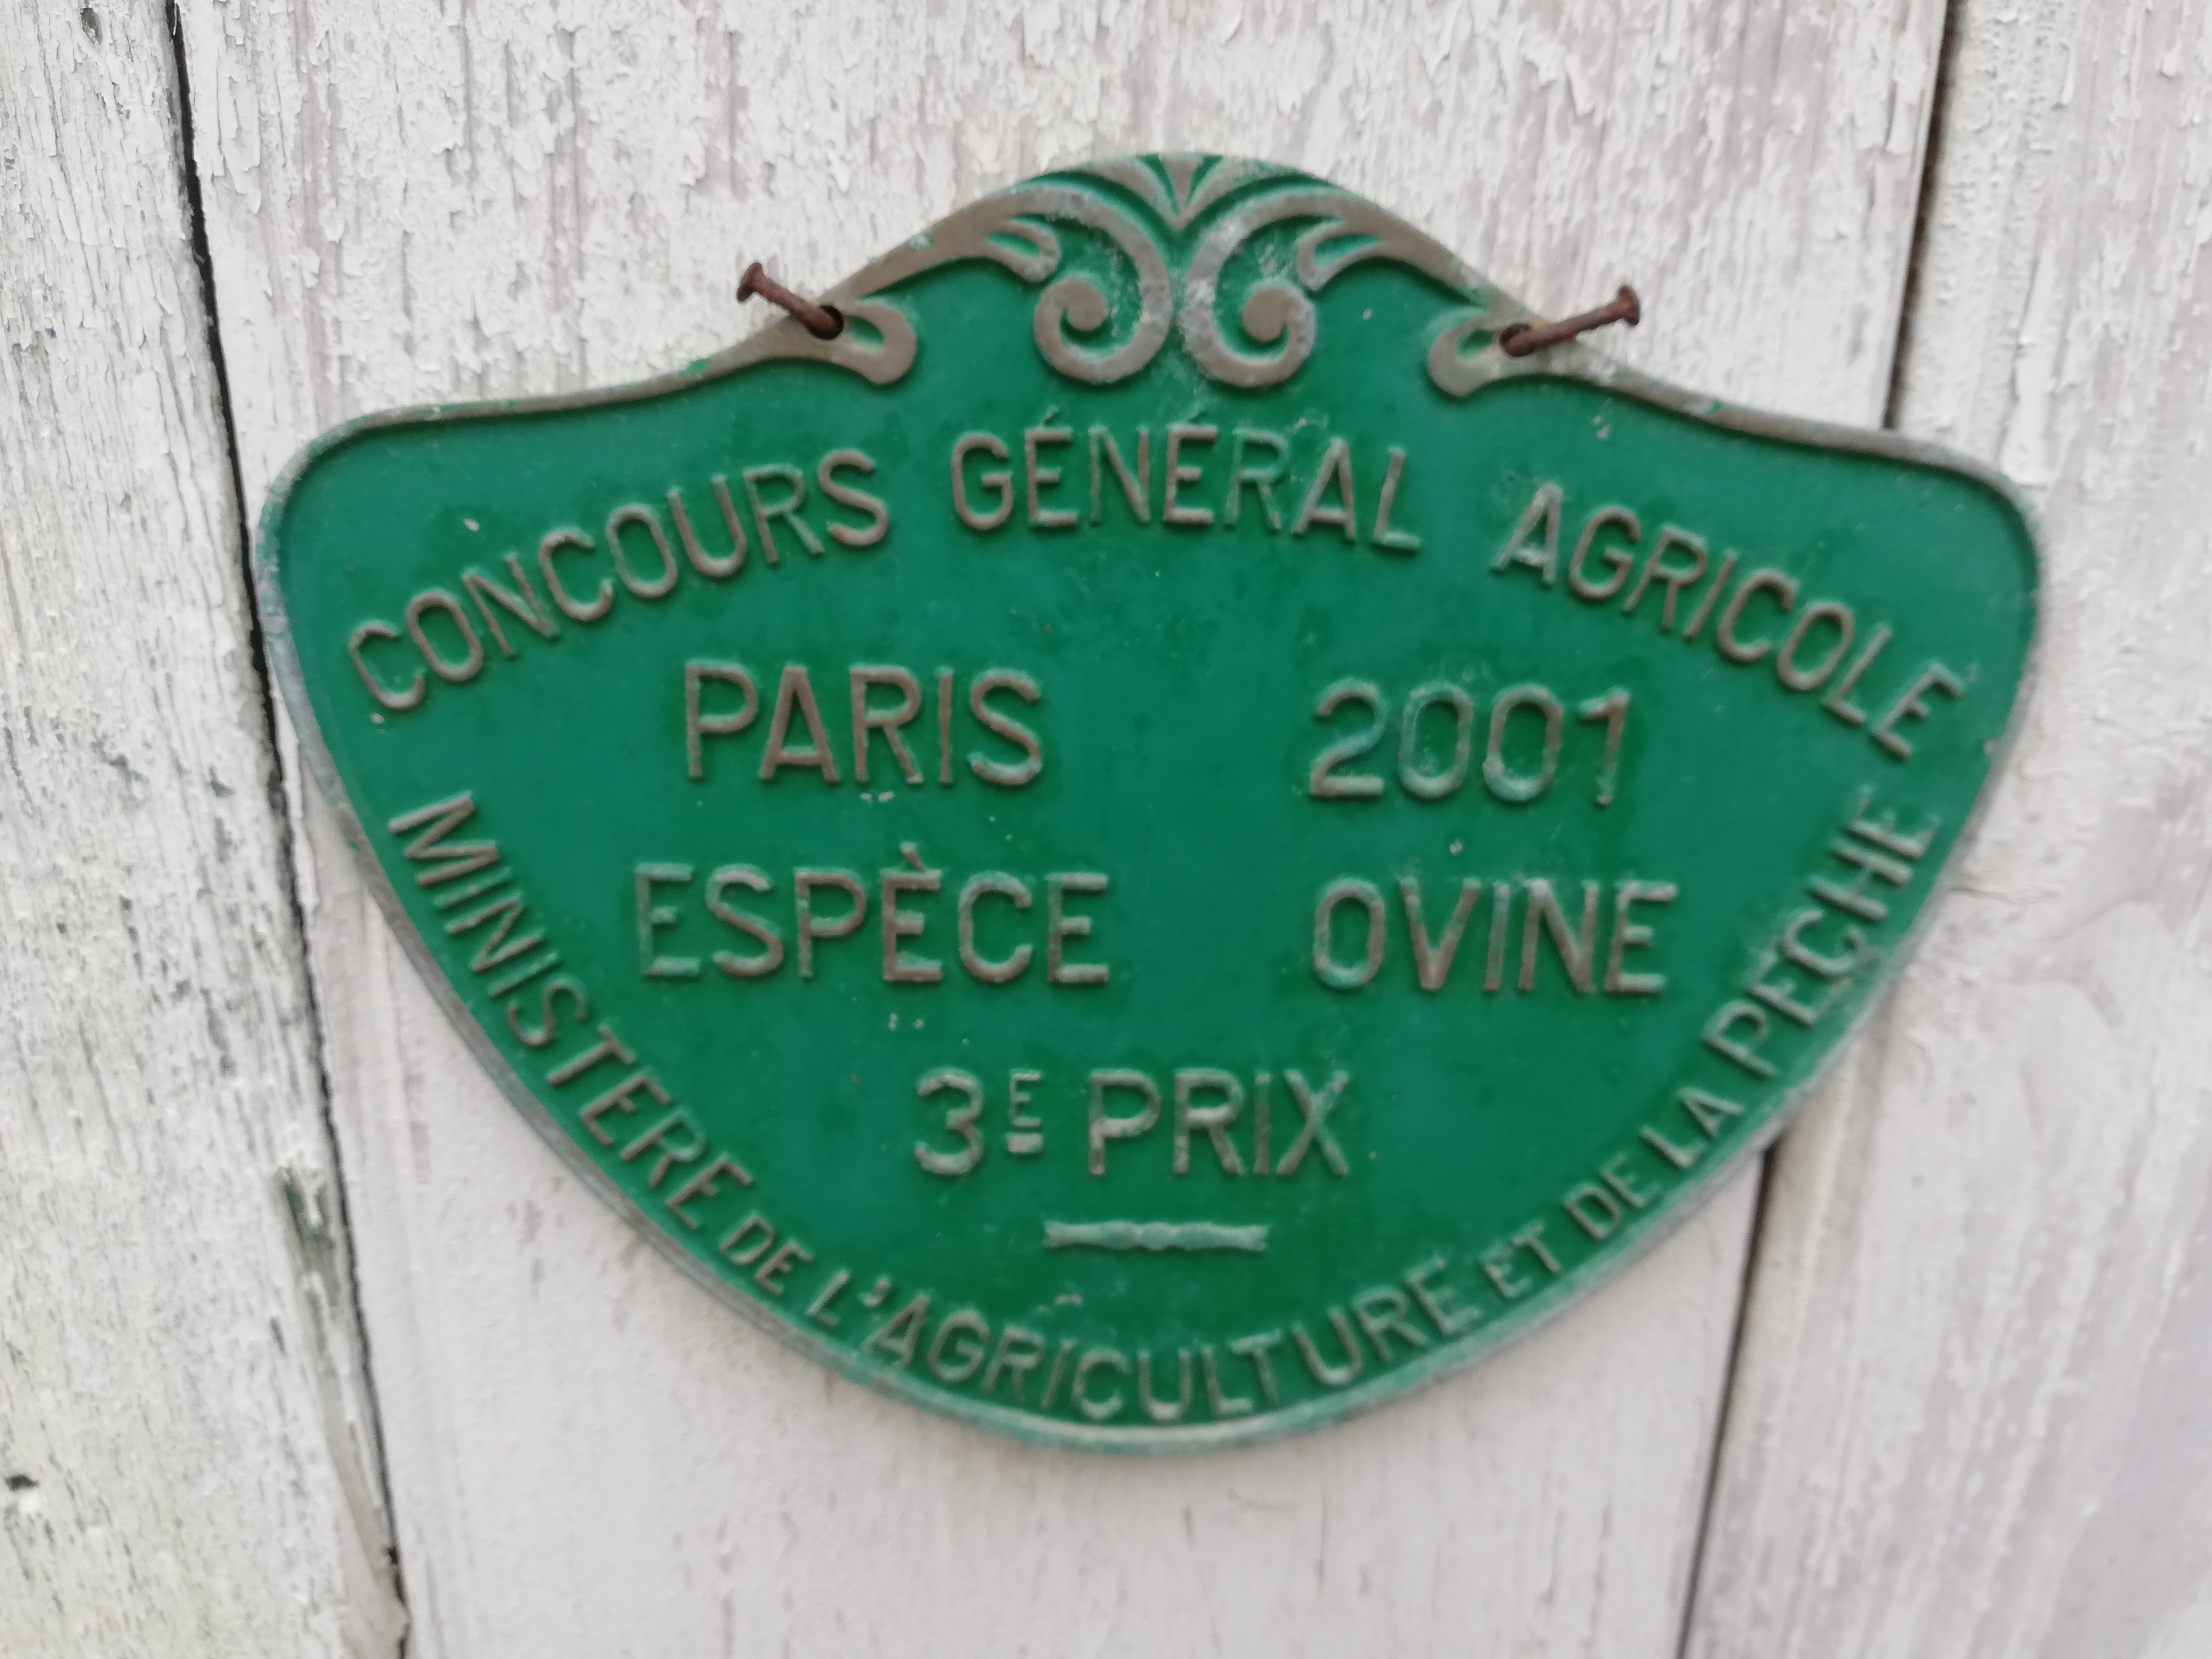 CONCOURS GÉNÉRAL AGRICOLE
PARIS 2001
ESPÈCE OVINE
3E PRIX
MINISTERE DE L'AGRICULTURE ET DE LA PECHE